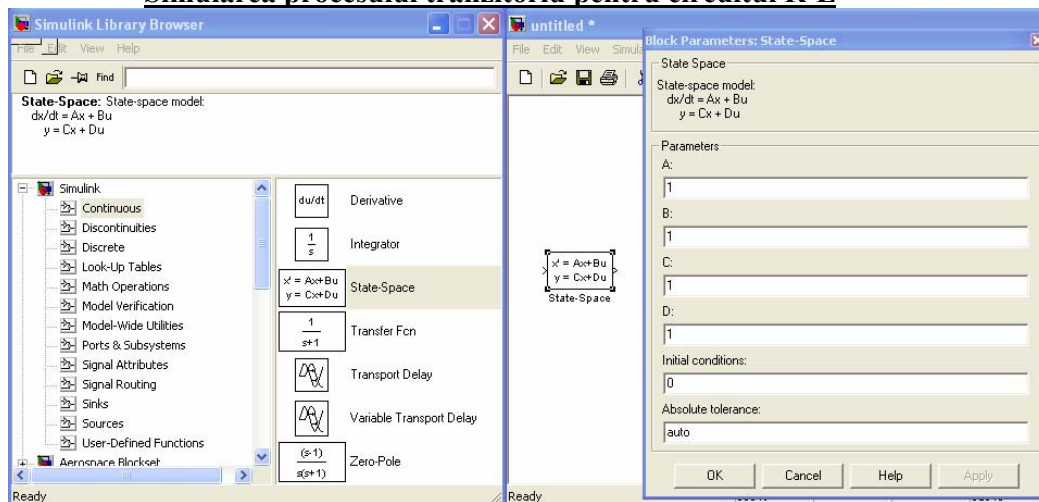 Simularea procesului tranzitoriu pentru circuitul R-L
Simulink Library Browser
File Edit View Help
Find
State-Space: State-space model:
dx/dt = Ax + Bu
y = Cx + Du
Simulink
Continuous
Discontinuities
Discrete
Look-Up Tables
Math Operations
Model Verification
Model-Wide Utilities
Ports & Subsystems
Signal Attributes
Signal Routing
Sinks
Sources
User-Defined Functions
Aerospace Blockset
du/dt Derivative
1
s
Integrator
x' = Ax+Bu
y = Cx+Du
State-Space
1
s+1
Transfer Fcn
Transport Delay
Variable Transport Delay
(s-1)
s(s+1)
Zero-Pole
Ready
untitled *
File Edit View Simula
x' = Ax+Bu
y = Cx+Du
State-Space
Ready
Block Parameters: State-Space
State Space
State-space model:
dx/dt = Ax + Bu
y = Cx + Du
Parameters
A:
1
B:
1
C:
1
D:
1
Initial conditions:
0
Absolute tolerance:
auto
OK Cancel Help Apply